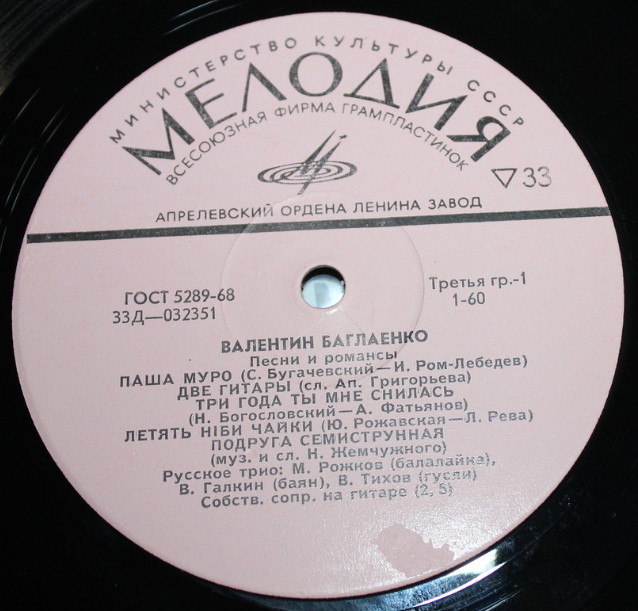 МИНИСТЕРСТВО КУЛЬТУРЫ СССР
МЕЛОДИЯ
ВСЕСОЮЗНАЯ ФИРМА ГРАМПЛАСТИНОК
▽33
АПРЕЛЕВСКИЙ ОРДЕНА ЛЕНИНА ЗАВОД
ГОСТ 5289-68
33Д—032351
Третья гр.-1
1-60
ВАЛЕНТИН БАГЛАЕНКО
Песни и романсы
ПАША МУРО (С. Бугачевский—И. Ром-Лебедев)
ДВЕ ГИТАРЫ (сл. Ап. Григорьева)
ТРИ ГОДА ТЫ МНЕ СНИЛАСЬ
(Н. Богословский—А. Фатьянов)
ЛЕТЯТЬ НІБИ ЧАЙКИ (Ю. Рожавская—Л. Рева)
ПОДРУГА СЕМИСТРУННАЯ
(муз. и сл. Н. Жемчужного)
Русское трио: М. Рожков (балалайка),
В. Галкин (баян), В. Тихов (гусли)
Собств. сопр. на гитаре (2, 5)